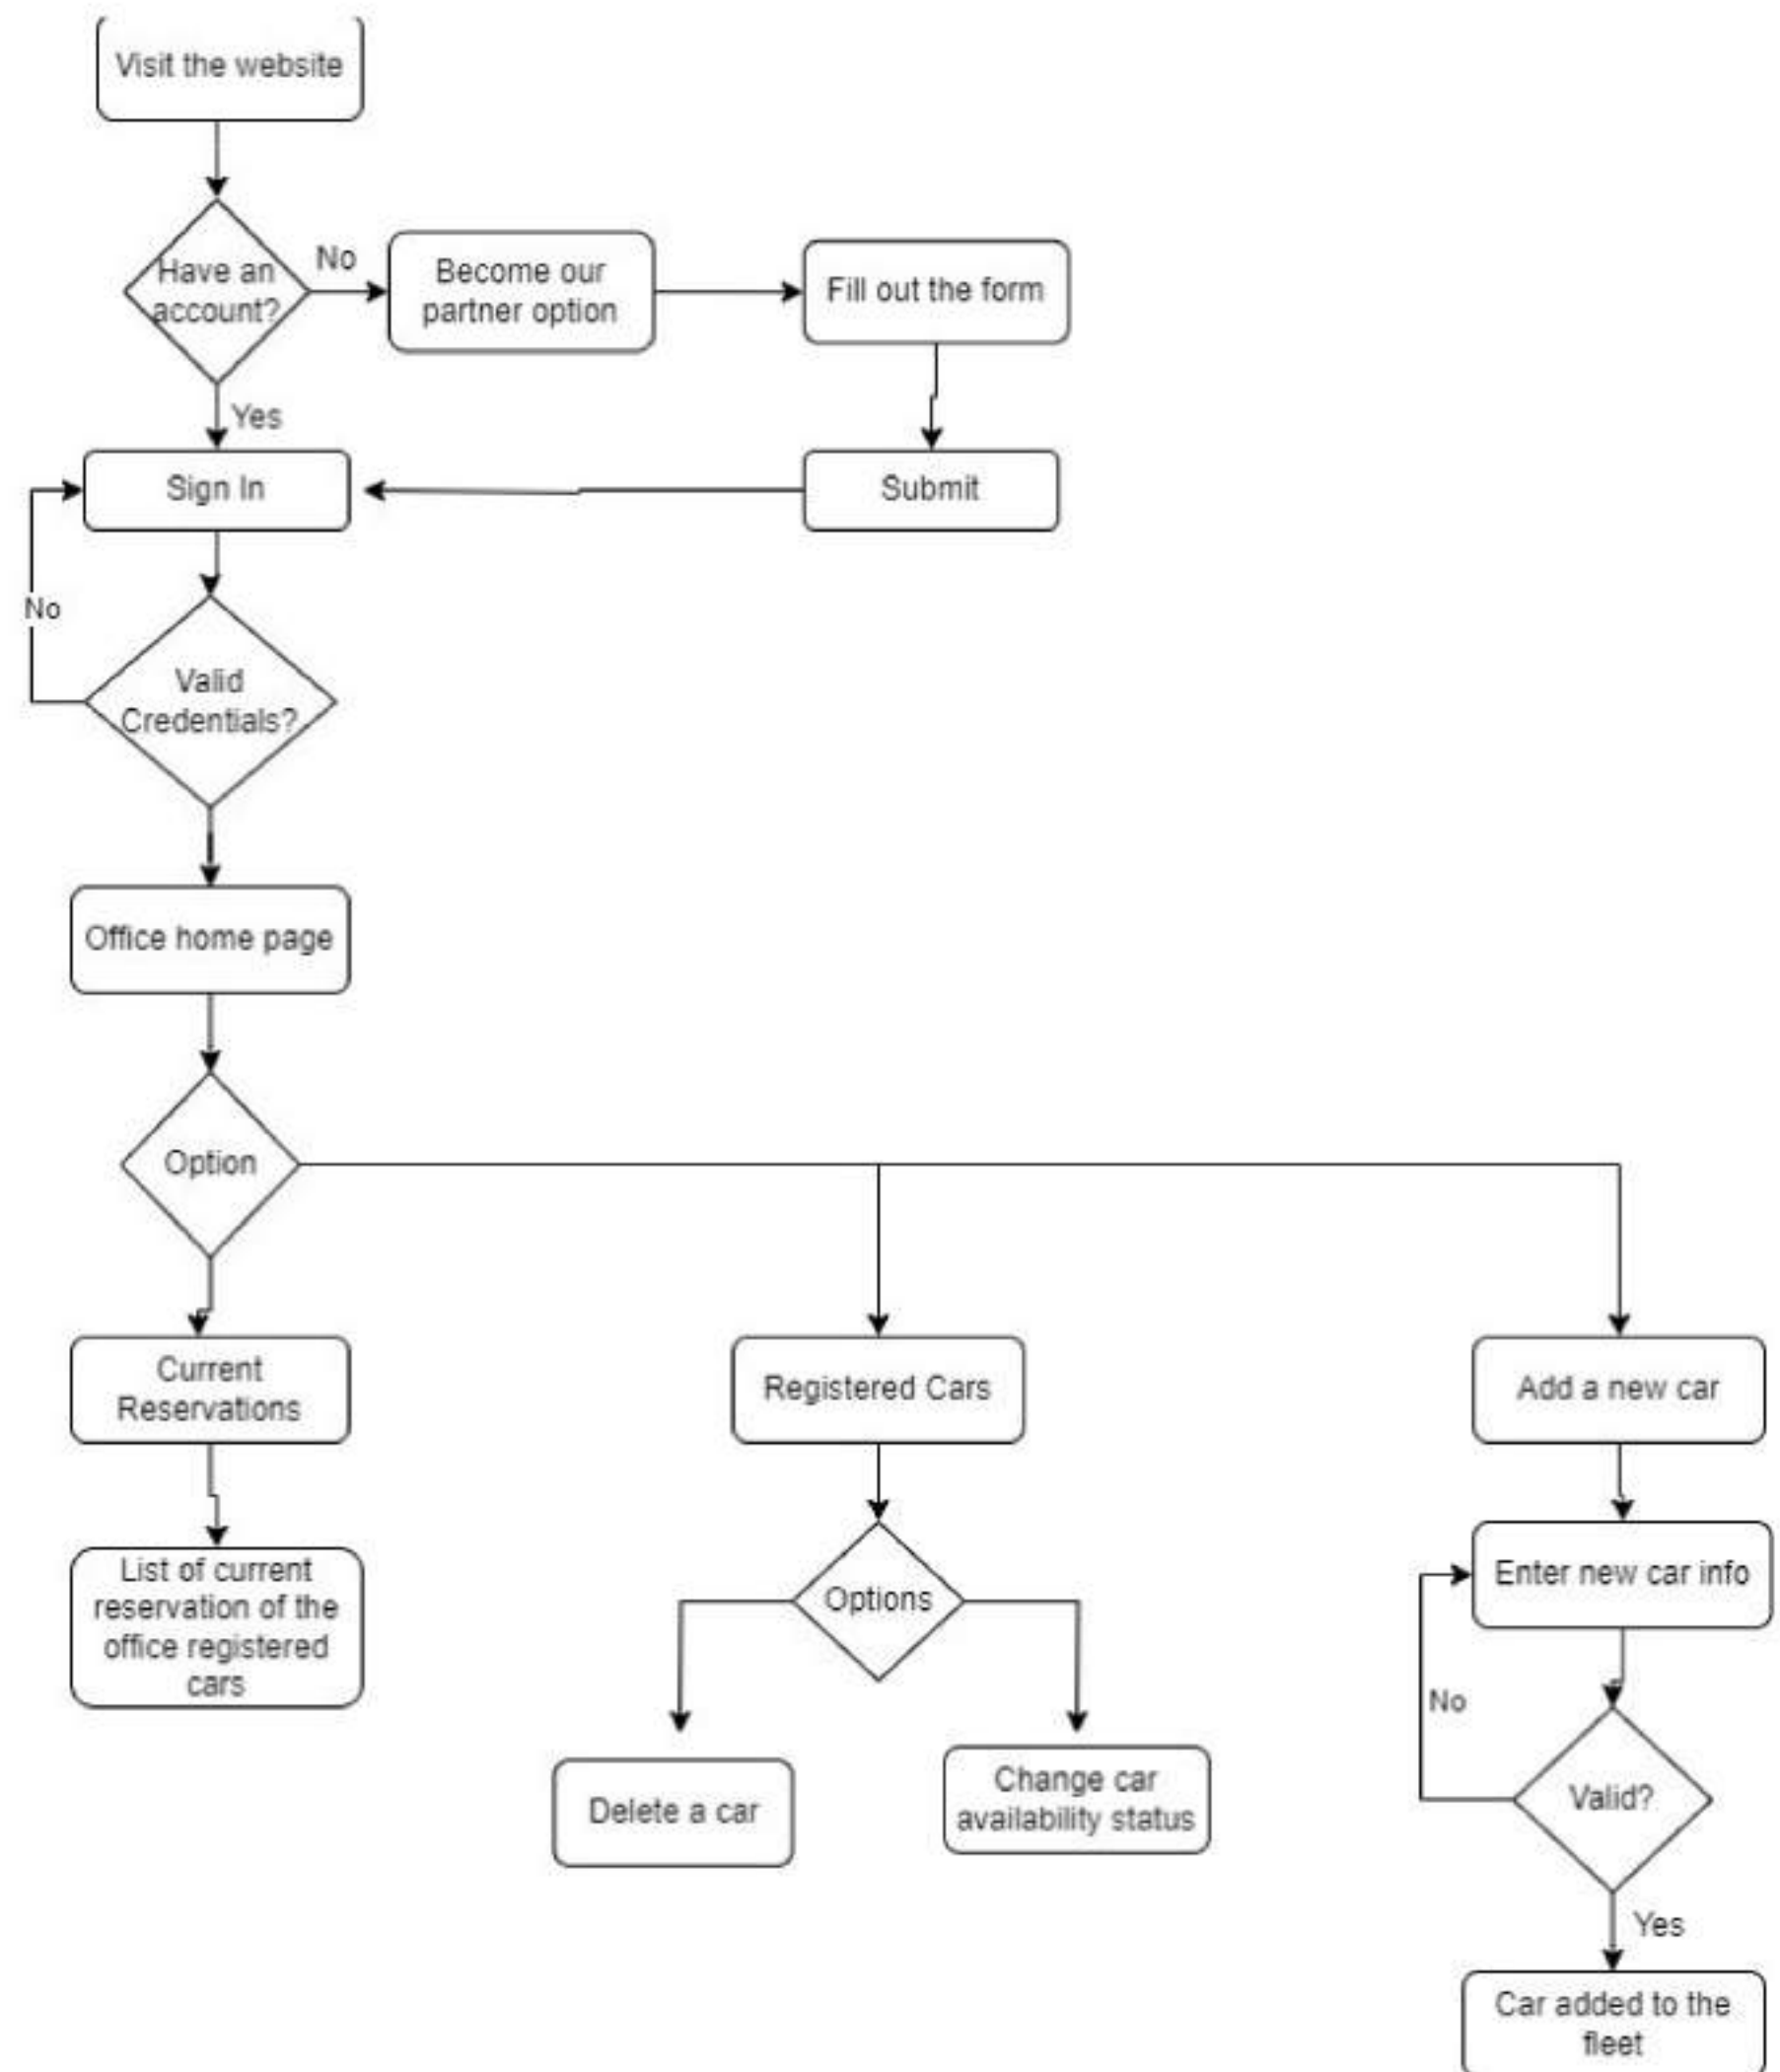 Visit the website
Have an
account?
No
Become our
partner option
Fill out the form
Yes
Sign In
Submit
No
Valid
Credentials?
Office home page
Option
Current
Reservations
Registered Cars
Add a new car
List of current
reservation of the
office registered
cars
Options
Enter new car info
No
Delete a car
Change car
availability status
Valid?
Yes
Car added to the
fleet